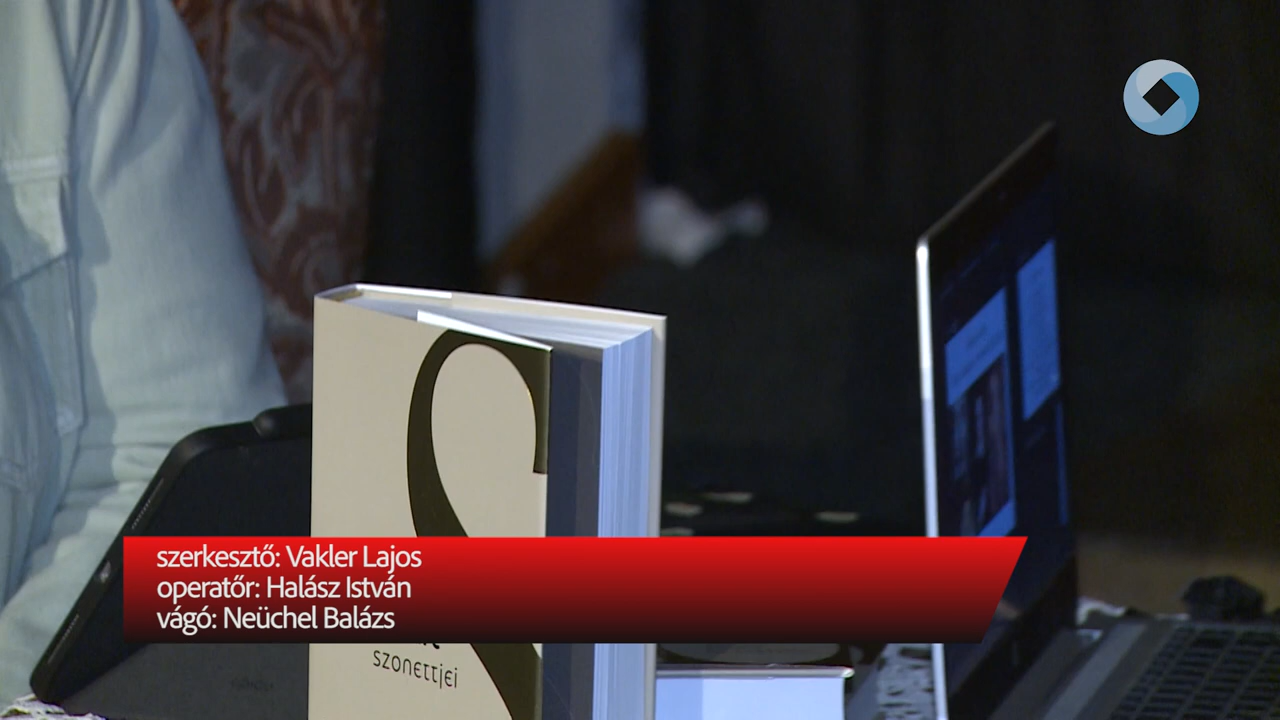 S
szerkesztő: Vakler Lajos
operatőr: Halász István
vágó: Neüchel Balázs
szonettjei